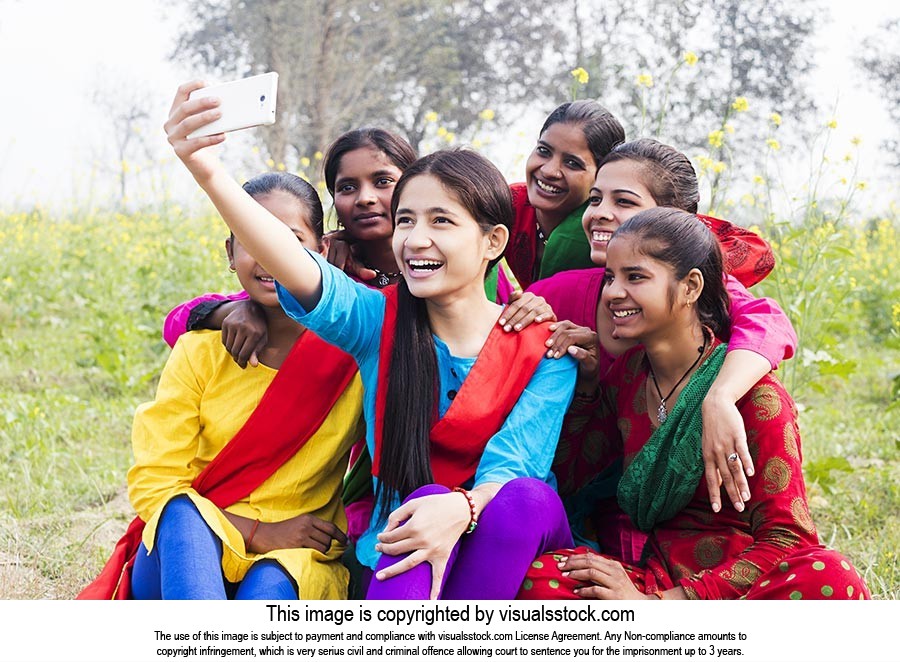 This image is copyrighted by visualsstock.com
The use of this image is subject to payment and compliance with visualsstock.com License Agreement. Any Non-compliance amounts to
copyright infringement, which is very serius civil and criminal offence allowing court to sentence you for the imprisonment up to 3 years.